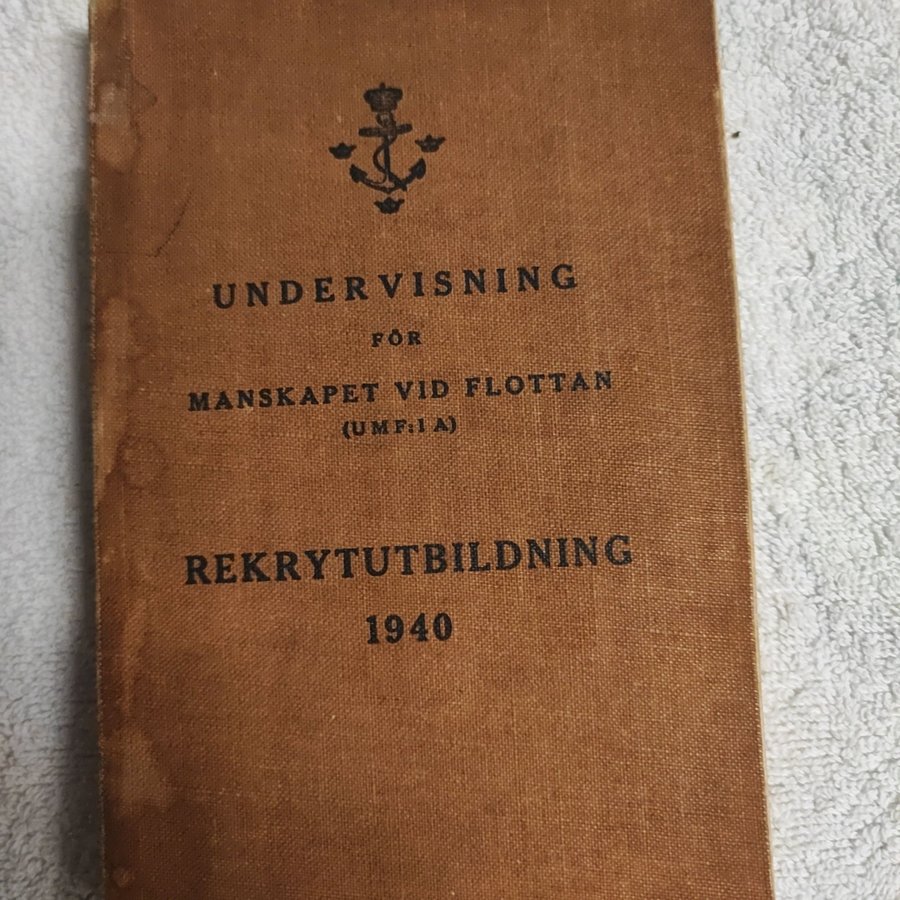 UNDERVISNING
FÖR
MANSKAPET VID FLOTTAN
(UMF:1 A)
REKRYTUTBILDNING
1940